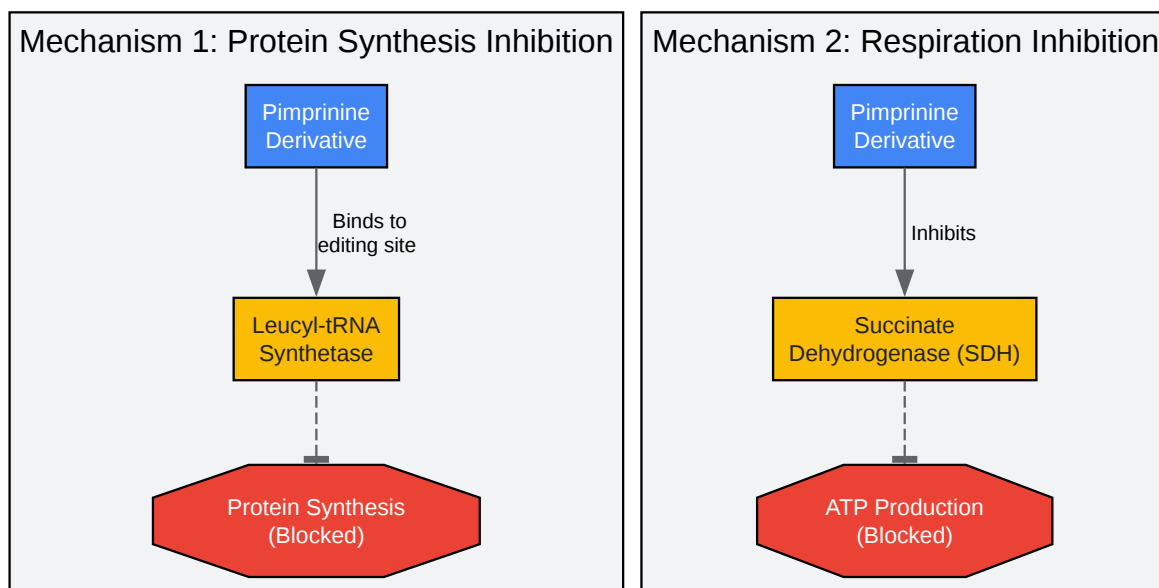 Mechanism 1: Protein Synthesis Inhibition
Pimprinine
Derivative
Binds to
editing site
Leucyl-tRNA
Synthetase
Protein Synthesis
(Blocked)
Mechanism 2: Respiration Inhibition
Pimprinine
Derivative
Inhibits
Succinate
Dehydrogenase (SDH)
ATP Production
(Blocked)